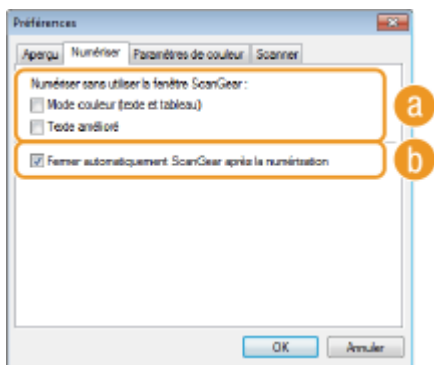 Préférences
Aperçu Numériser Paramètres de couleur Scanner
Numériser sans utiliser la fenêtre ScanGear :
Mode couleur (texte et tableau)
Texte amélioré
a
Fermer automatiquement ScanGear après la numérisation
b
OK Annuler